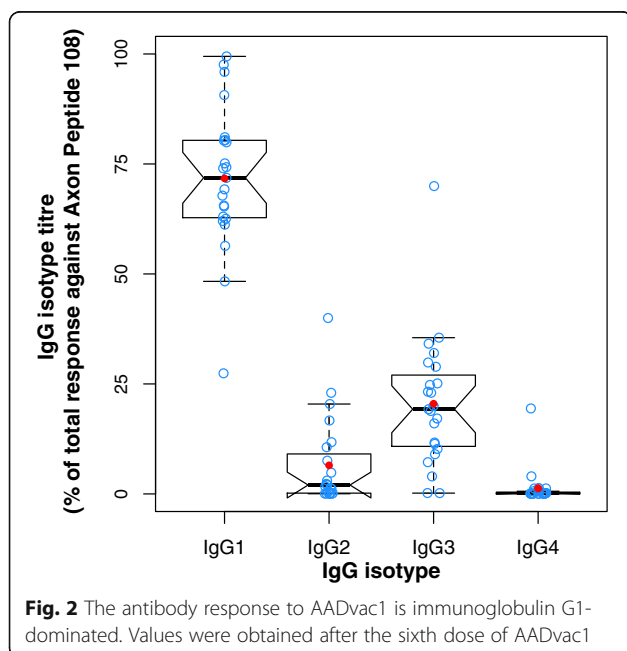 IgG isotype titre
(% of total response against Axon Peptide 108)
100
75
50
25
0
IgG1 IgG2 IgG3 IgG4
IgG isotype
Fig. 2 The antibody response to AADvac1 is immunoglobulin G1-
dominated. Values were obtained after the sixth dose of AADvac1